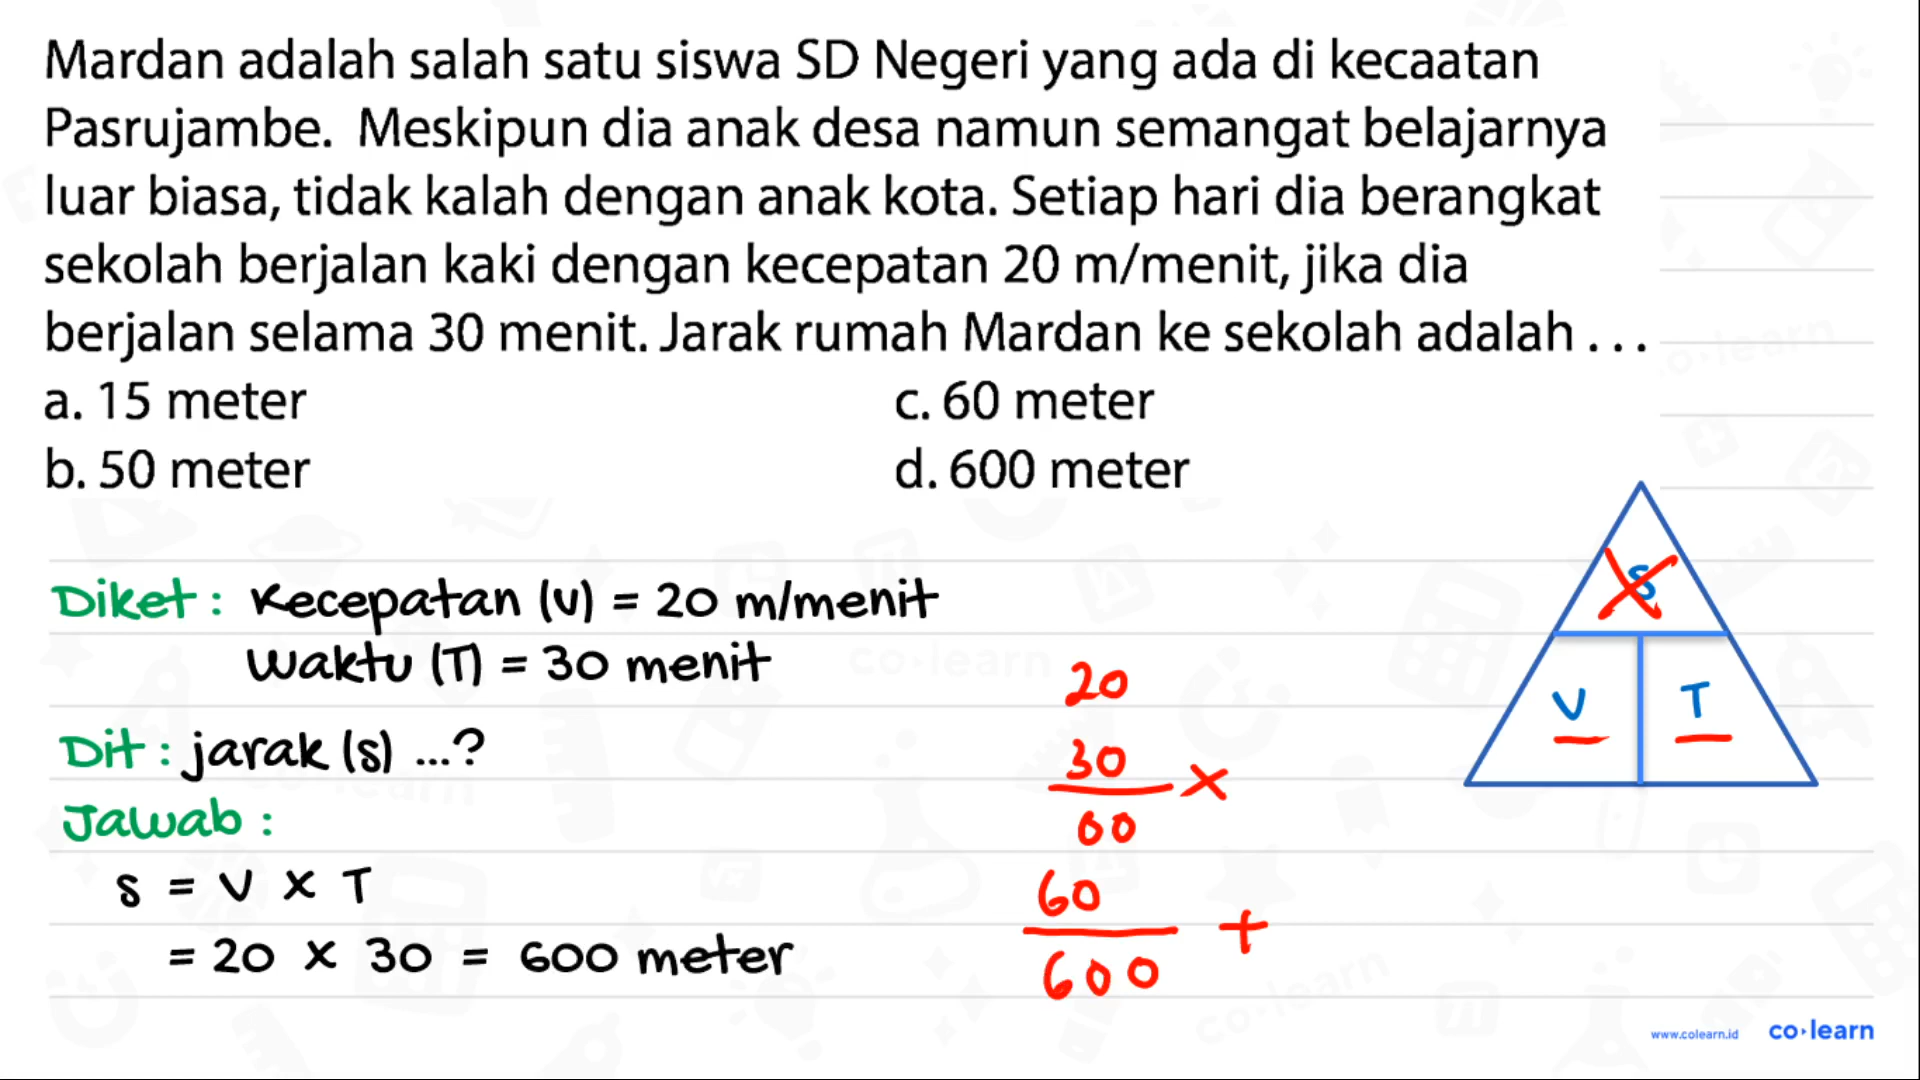 Mardan adalah salah satu siswa SD Negeri yang ada di kecaatan
Pasrujambe. Meskipun dia anak desa namun semangat belajarnya
luar biasa, tidak kalah dengan anak kota. Setiap hari dia berangkat
sekolah berjalan kaki dengan kecepatan 20 m/menit, jika dia
berjalan selama 30 menit. Jarak rumah Mardan ke sekolah adalah . . .
a. 15 meter
c. 60 meter
b. 50 meter
d. 600 meter
Diket : Kecepatan (v) = 20 m/menit
Waktu (T) = 30 menit
Dit : jarak (s) ...?
Jawab :
s = v x T
= 20 x 30 = 600 meter
20
30 x
00
60 +
600
s
v T
www.colearn.id co·learn